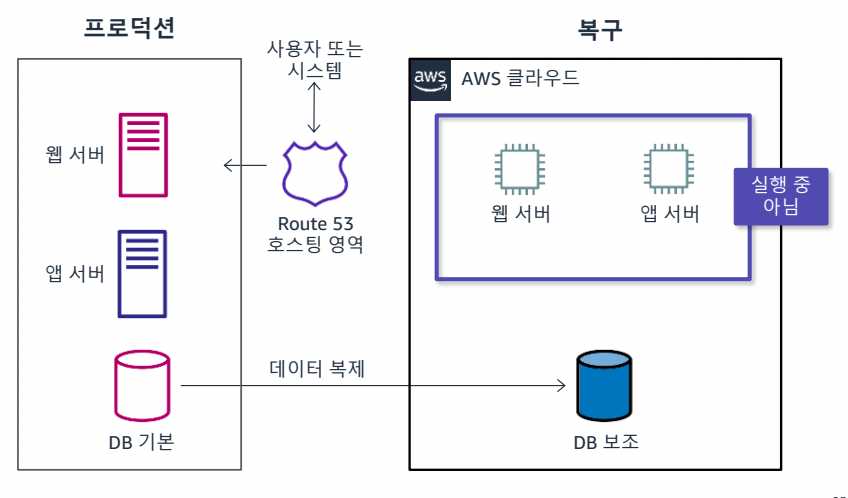 프로덕션
복구
사용자 또는
시스템
aws
AWS 클라우드
웹 서버
웹 서버
앱 서버
실행 중
아님
Route 53
호스팅 영역
앱 서버
데이터 복제
DB 기본
DB 보조